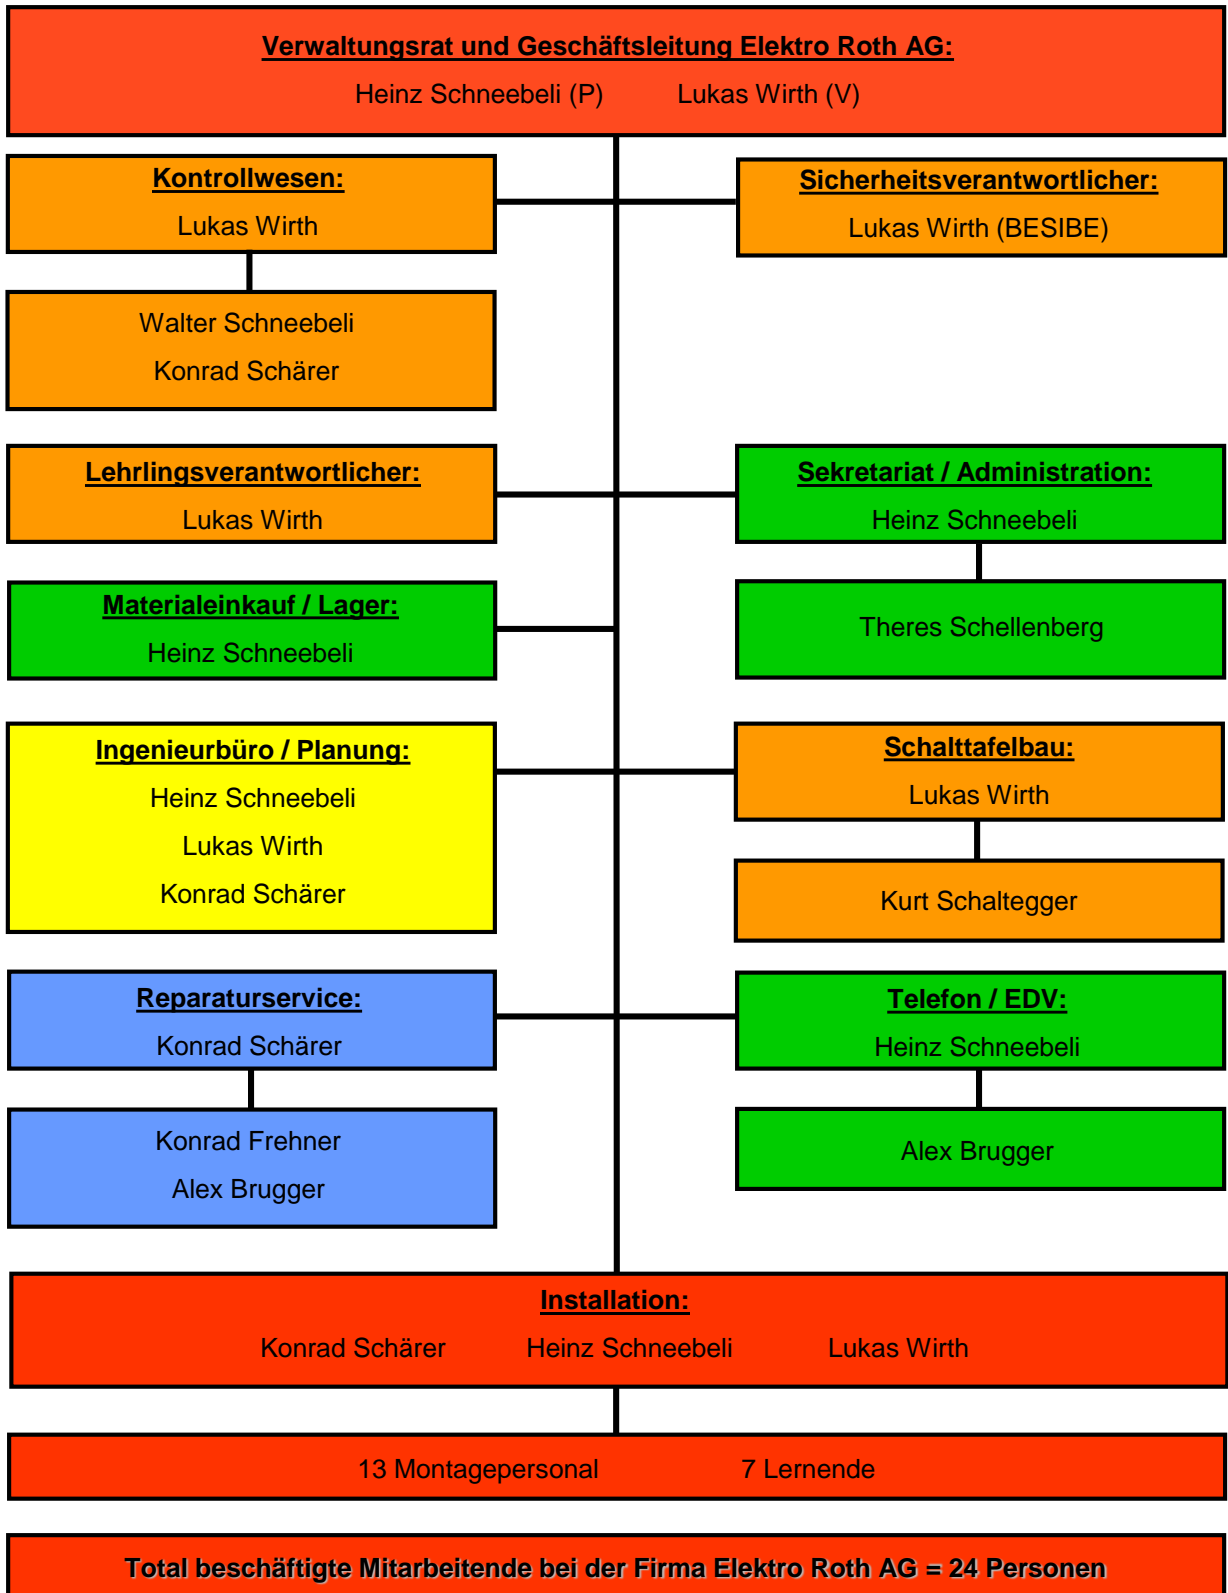 Verwaltungsrat und Geschäftsleitung Elektro Roth AG:
Heinz Schneebeli (P) Lukas Wirth (V)
Kontrollwesen:
Lukas Wirth
Sicherheitsverantwortlicher:
Lukas Wirth (BESIBE)
Walter Schneebeli
Konrad Schärer
Lehrlingsverantwortlicher:
Lukas Wirth
Sekretariat / Administration:
Heinz Schneebeli
Materialeinkauf / Lager:
Heinz Schneebeli
Theres Schellenberg
Ingenieurbüro / Planung:
Heinz Schneebeli
Lukas Wirth
Konrad Schärer
Schalttafelbau:
Lukas Wirth
Kurt Schaltegger
Reparaturservice:
Konrad Schärer
Telefon / EDV:
Heinz Schneebeli
Konrad Frehner
Alex Brugger
Alex Brugger
Installation:
Konrad Schärer Heinz Schneebeli Lukas Wirth
13 Montagepersonal 7 Lernende
Total beschäftigte Mitarbeitende bei der Firma Elektro Roth AG = 24 Personen